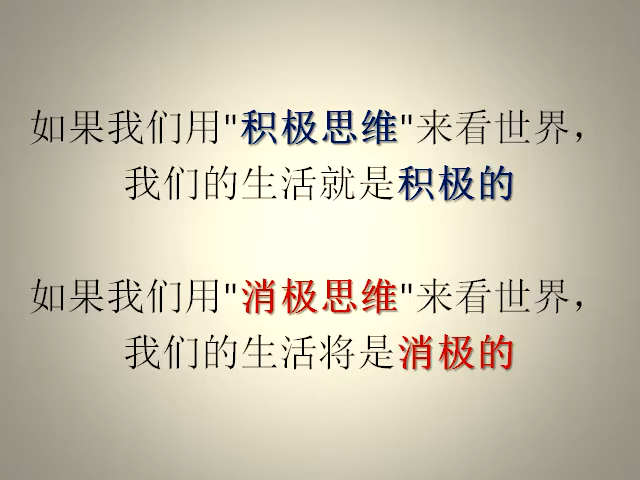 如果我们用"积极思维"来看世界，
我们的生活就是积极的
如果我们用"消极思维"来看世界，
我们的生活将是消极的